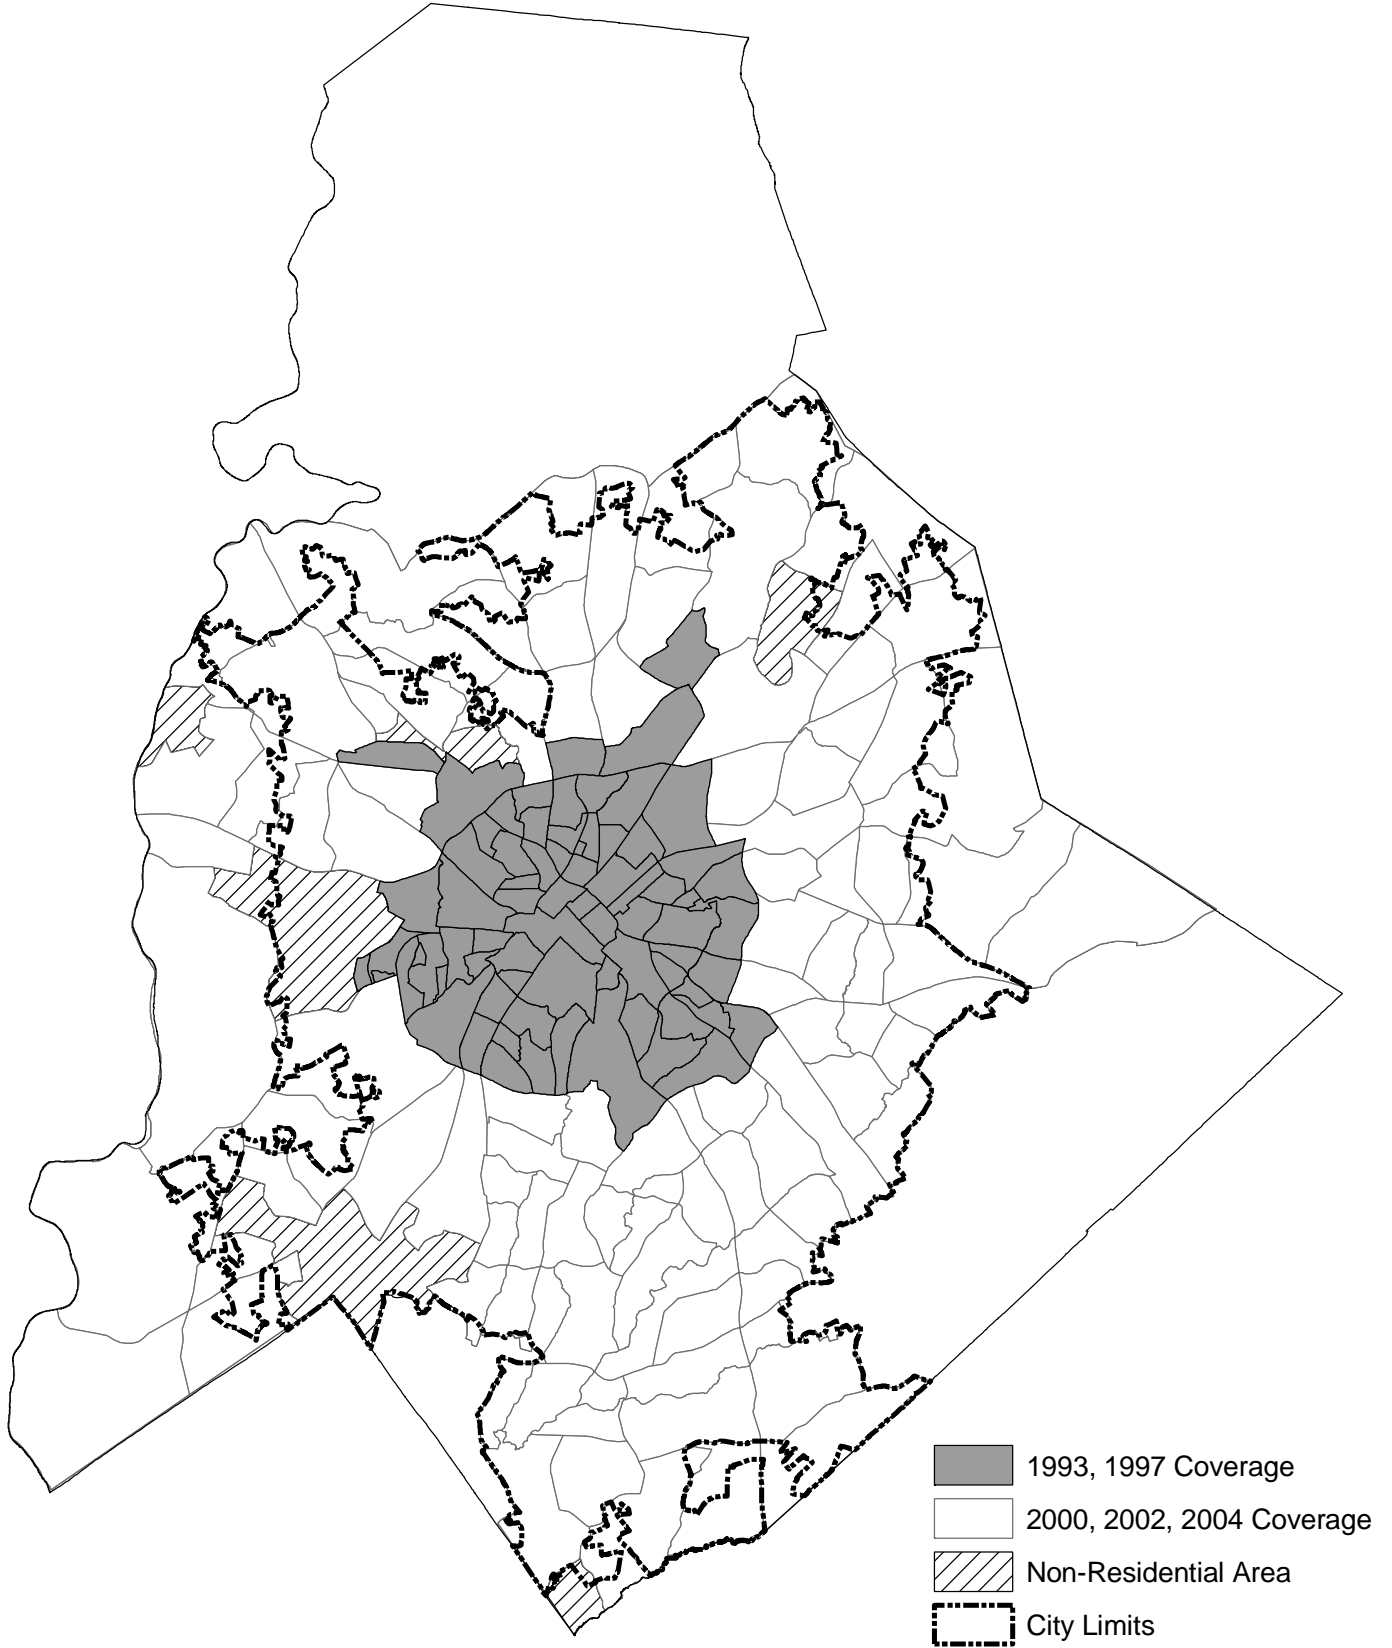 1993, 1997 Coverage
2000, 2002, 2004 Coverage
Non-Residential Area
City Limits